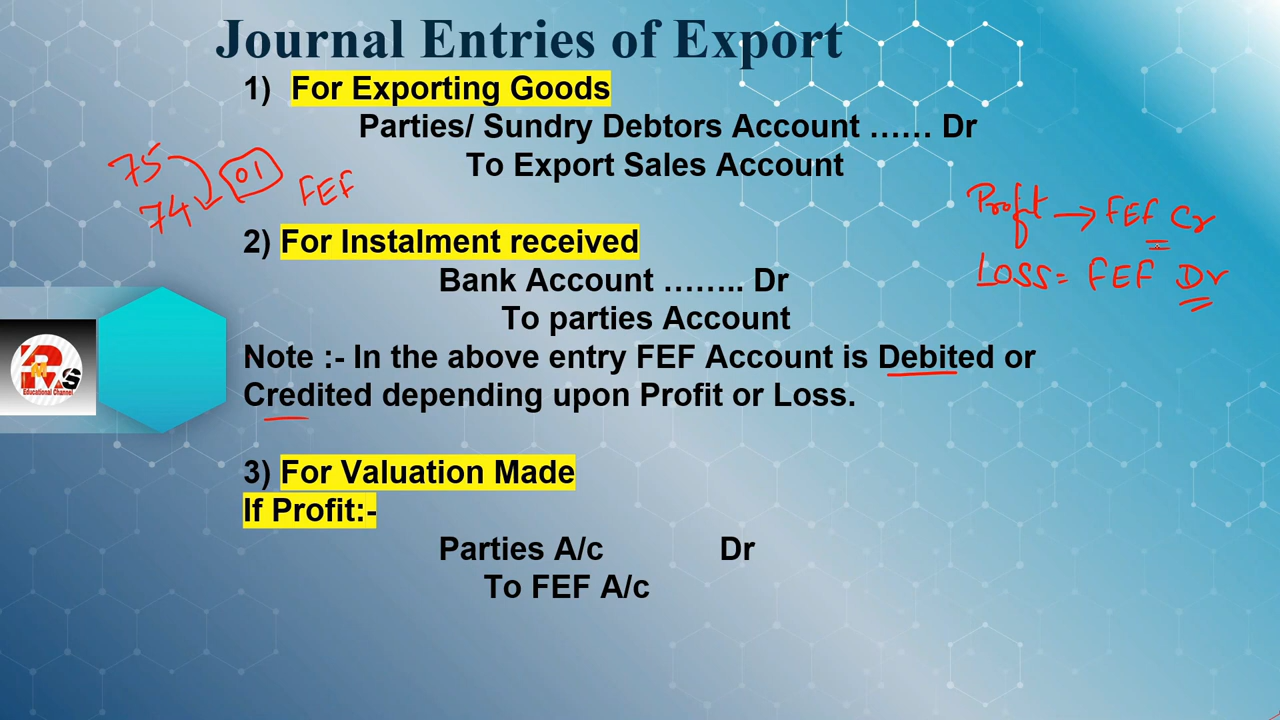 Journal Entries of Export
1) For Exporting Goods
Parties/ Sundry Debtors Account …… Dr
To Export Sales Account
75
01
FEF
74
Profit → FEF Cr
Loss = FEF Dr
2) For Instalment received
Bank Account …….. Dr
To parties Account
Note :- In the above entry FEF Account is Debited or
Credited depending upon Profit or Loss.
3) For Valuation Made
If Profit:-
Parties A/c Dr
To FEF A/c
RMS
Educational Channel